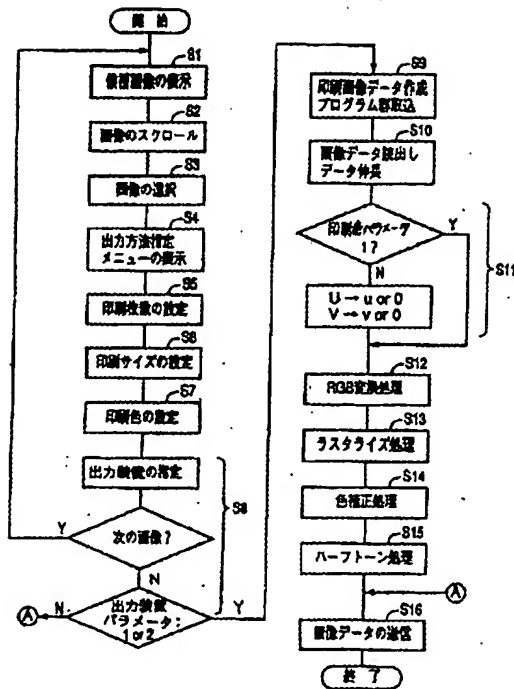 開 始
S1
候補画像の表示
S2
画像のスクロール
S3
画像の選択
S4
出力方法指定
メニューの表示
S5
印刷枚数の設定
S6
印刷サイズの設定
S7
印刷色の設定
出力装置の指定
S8
次の画像?
Y
N
出力装置
パラメータ:
1 or 2
N
A
Y
S9
印刷画像データ作成
プログラム群取込
S10
画像データ読出し
データ伸長
印刷色パラメータ
1?
Y
N
S11
U → u or 0
V → v or 0
S12
RGB変換処理
S13
ラスタライズ処理
S14
色補正処理
S15
ハーフトーン処理
A
S16
画像データの送信
終 了